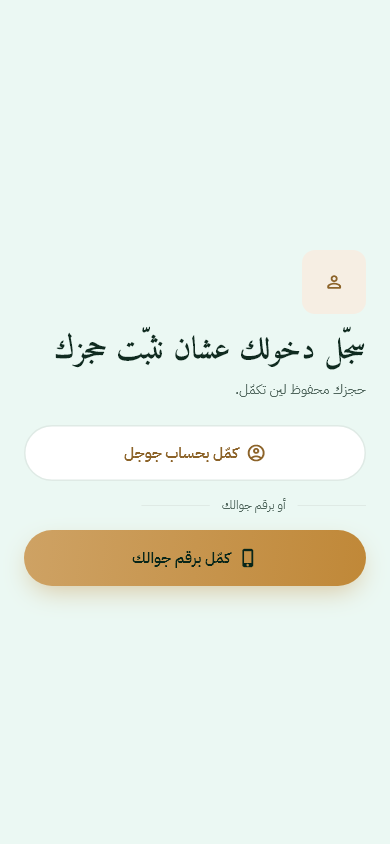 سجّل دخولك عشان نثبّت حجزك
حجزك محفوظ لين تكمّل.
كمّل بحساب جوجل
أو برقم جوالك
كمّل برقم جوالك